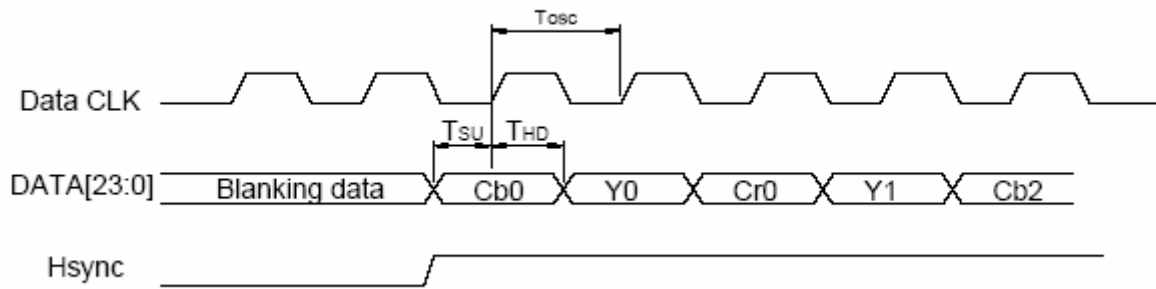 Tosc
Data CLK
TSU THD
DATA[23:0] Blanking data Cb0 Y0 Cr0 Y1 Cb2
Hsync